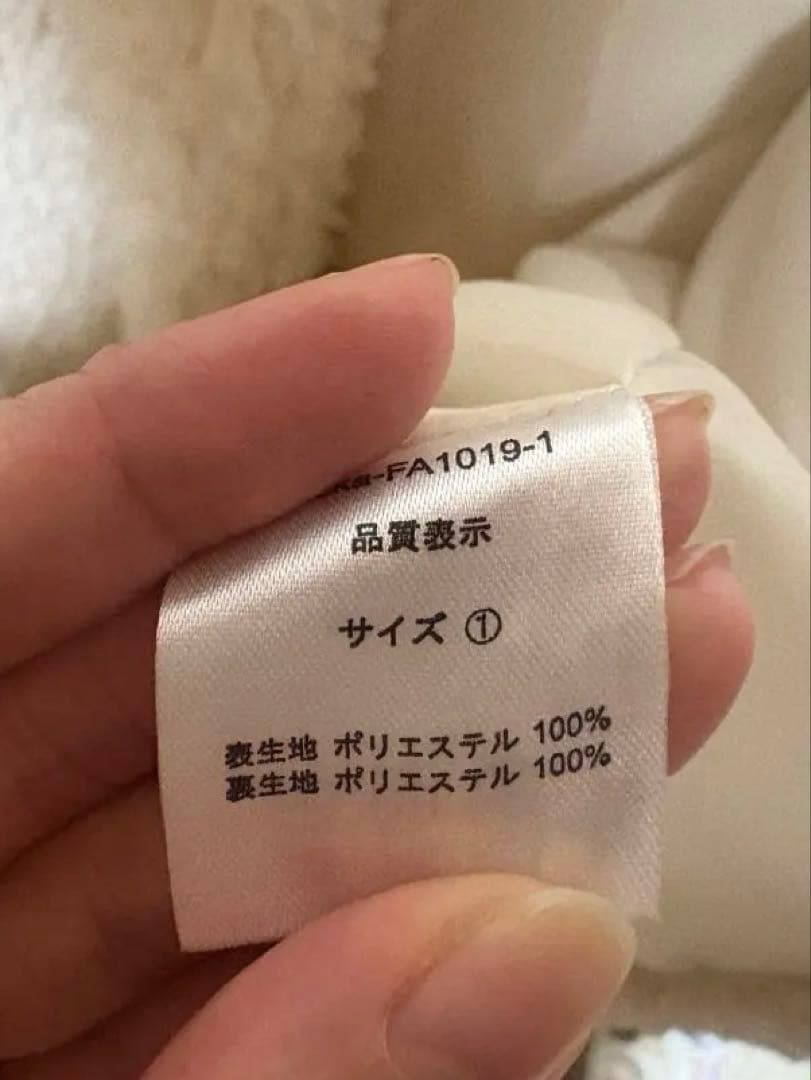 -FA1019-1
品質表示
サイズ ①
表生地 ポリエステル 100%
裏生地 ポリエステル 100%